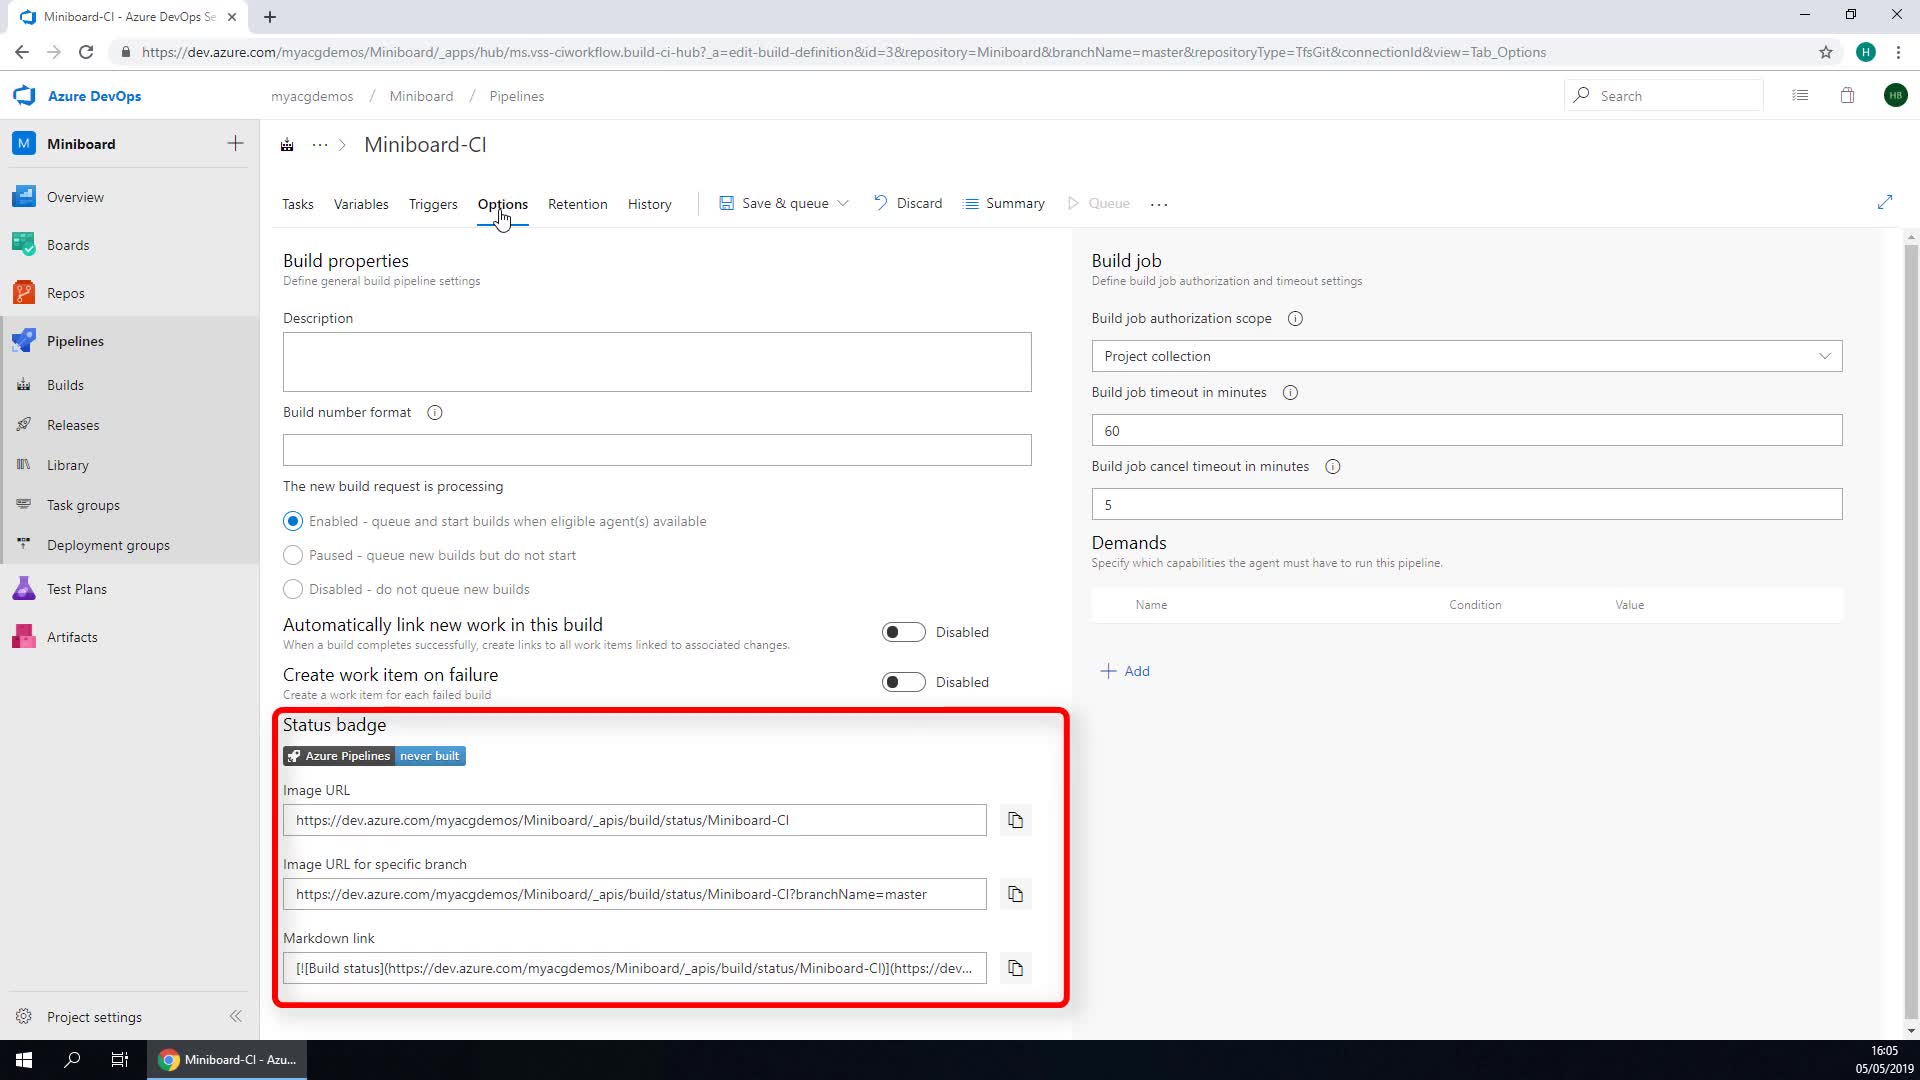 Miniboard-CI - Azure DevOps Se
https://dev.azure.com/myacgdemos/Miniboard/_apps/hub/ms.vss-ciworkflow.build-ci-hub?_a=edit-build-definition&id=3&repository=Miniboard&branchName=master&repositoryType=TfsGit&connectionId&view=Tab_Options
H
Azure DevOps
myacgdemos / Miniboard / Pipelines
Search
HB
M Miniboard
Overview
Boards
Repos
Pipelines
Builds
Releases
Library
Task groups
Deployment groups
Test Plans
Artifacts
Project settings
··· > Miniboard-CI
Tasks Variables Triggers Options Retention History Save & queue Discard Summary Queue ...
Build properties
Define general build pipeline settings
Description
Build number format
The new build request is processing
Enabled - queue and start builds when eligible agent(s) available
Paused - queue new builds but do not start
Disabled - do not queue new builds
Automatically link new work in this build
When a build completes successfully, create links to all work items linked to associated changes.
Disabled
Create work item on failure
Create a work item for each failed build
Disabled
Status badge
Azure Pipelines never built
Image URL
https://dev.azure.com/myacgdemos/Miniboard/_apis/build/status/Miniboard-CI
Image URL for specific branch
https://dev.azure.com/myacgdemos/Miniboard/_apis/build/status/Miniboard-CI?branchName=master
Markdown link
[![Build status](https://dev.azure.com/myacgdemos/Miniboard/_apis/build/status/Miniboard-CI)](https://dev...
Build job
Define build job authorization and timeout settings
Build job authorization scope
Project collection
Build job timeout in minutes
60
Build job cancel timeout in minutes
5
Demands
Specify which capabilities the agent must have to run this pipeline.
Name Condition Value
+ Add
Miniboard-CI - Azu...
16:05
05/05/2019